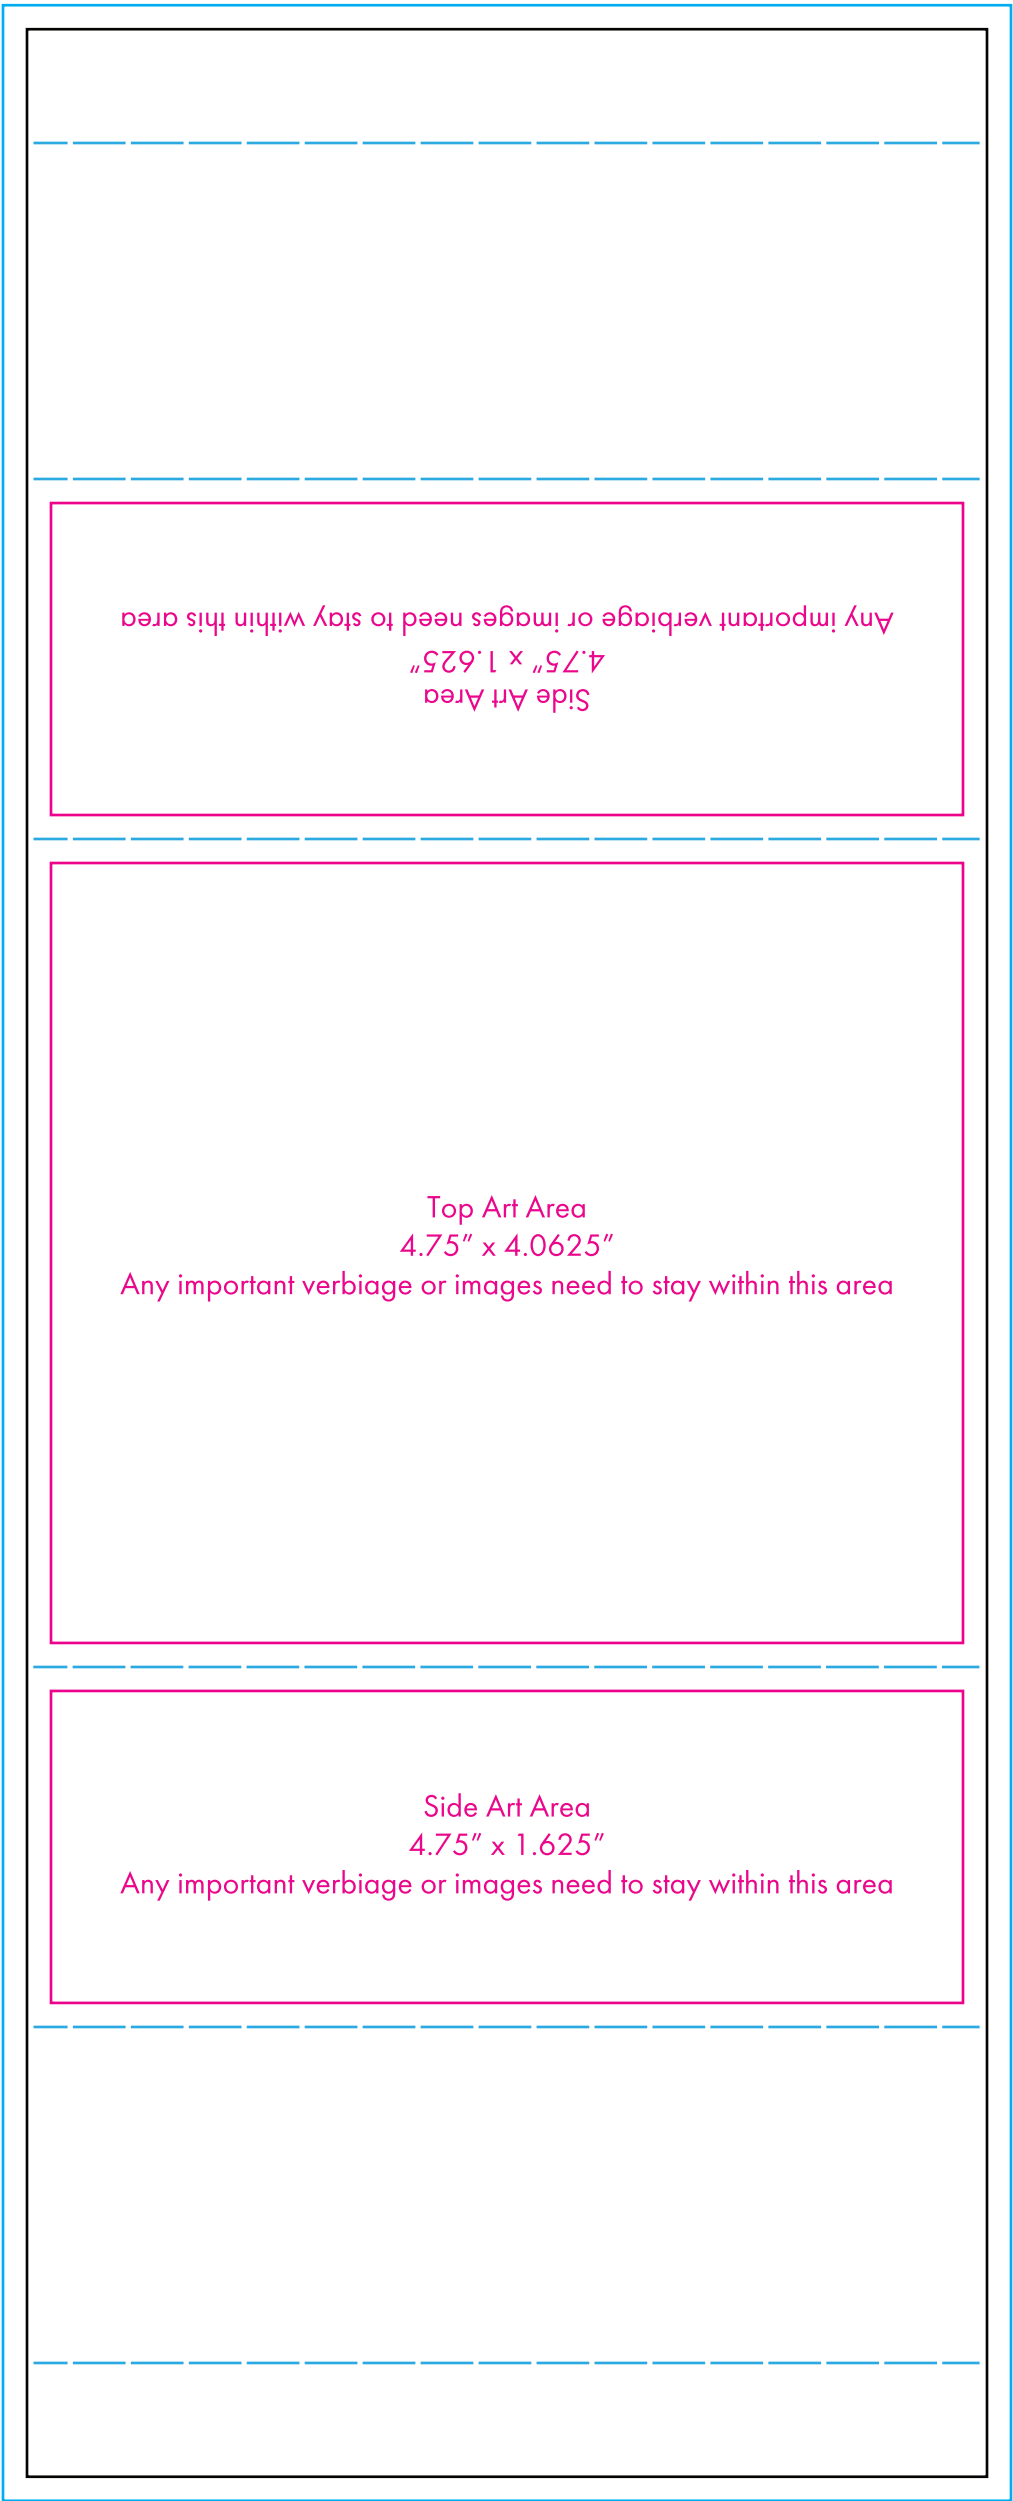 Side Art Area
4.75” x 1.625”
Any important verbiage or images need to stay within this area
Top Art Area
4.75” x 4.0625”
Any important verbiage or images need to stay within this area
Side Art Area
4.75” x 1.625”
Any important verbiage or images need to stay within this area